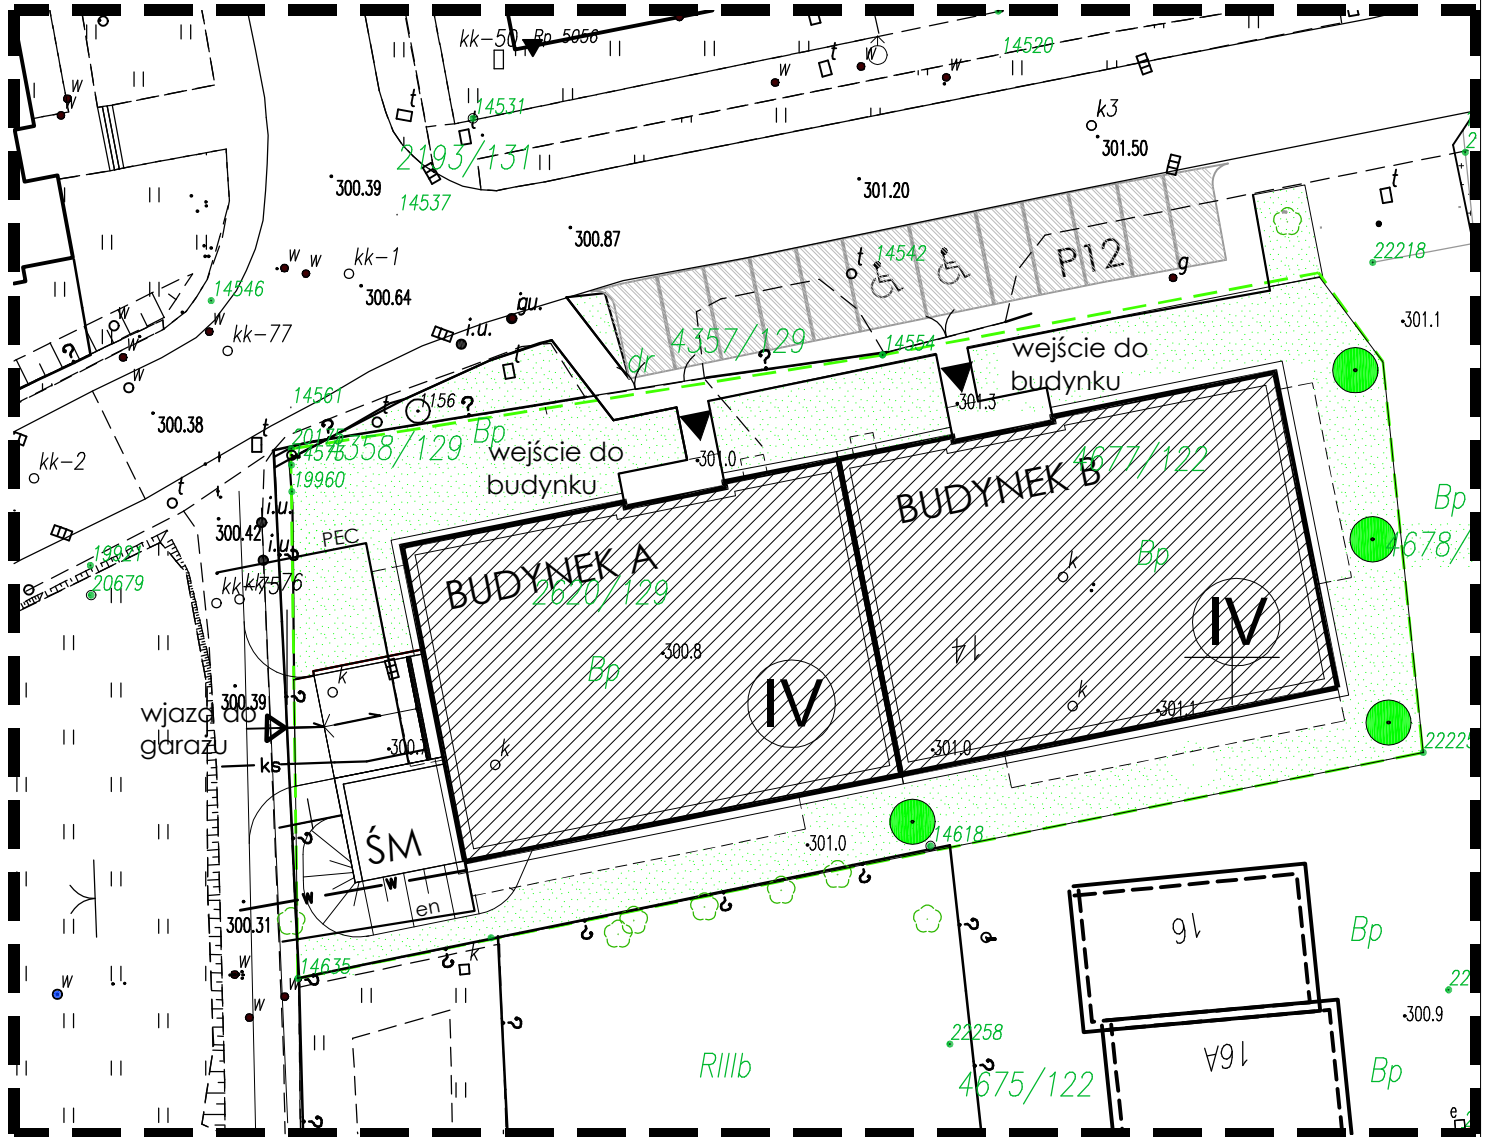 kk-50
Rp 5056
14520
w
w
w
t
t
w
w
14531
t
t
k3
301.50
2193/131
300.39
14537
301.20
t
300.87
14542
P12
22218
kk-1
t
g
w
w
300.64
14546
w
w
kk-77
i.u.
gu.
4357/129
dr
14554
301.1
wejście do
budynku
301.3
14561
1156
t
t
300.38
w
w
Bp
4358/129
wejście do
budynku
301.0
4677/122
kk-2
t
t
19960
BUDYNEK B
Bp
i.u.
300.42
PEC
i.u.
Bp
4678/
19921
20679
BUDYNEK A
2620/129
k
IV
14
Bp
300.8
k
k
300.39
wjazd do
garażu
IV
301.1
301.0
k
ks
22225
ŚM
301.0
14618
w
w
en
300.31
16
Bp
14635
k
w
w
w
w
300.9
22258
RIIIb
4675/122
16A
Bp
e